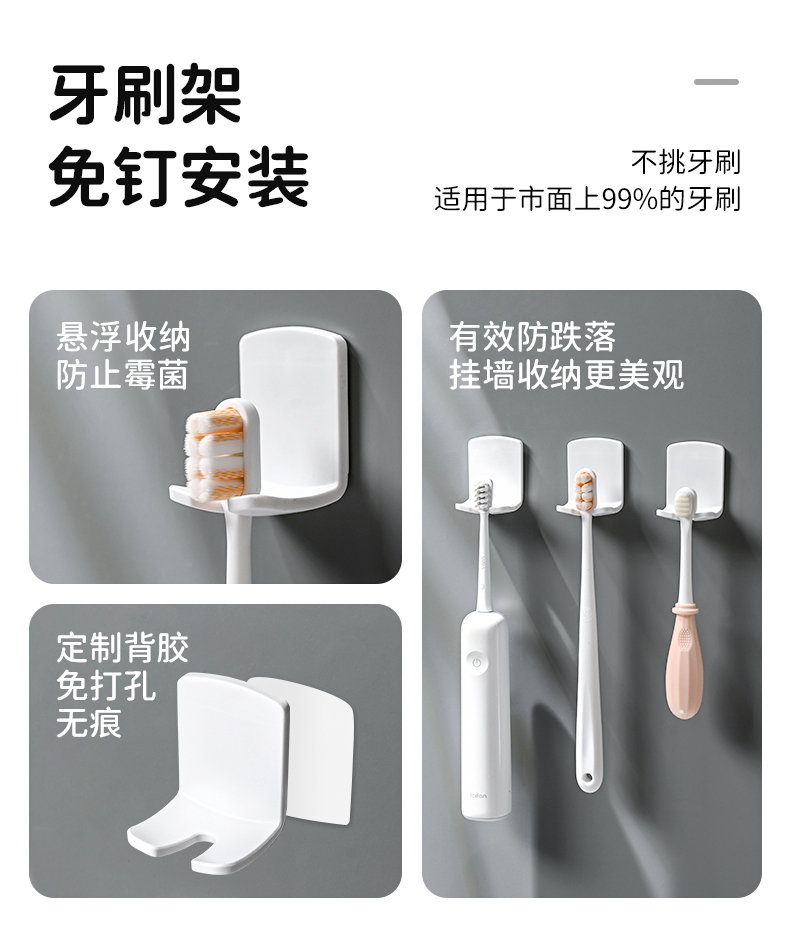 牙刷架
免钉安装
不挑牙刷
适用于市面上99%的牙刷
悬浮收纳
防止霉菌
有效防跌落
挂墙收纳更美观
定制背胶
免打孔
无痕